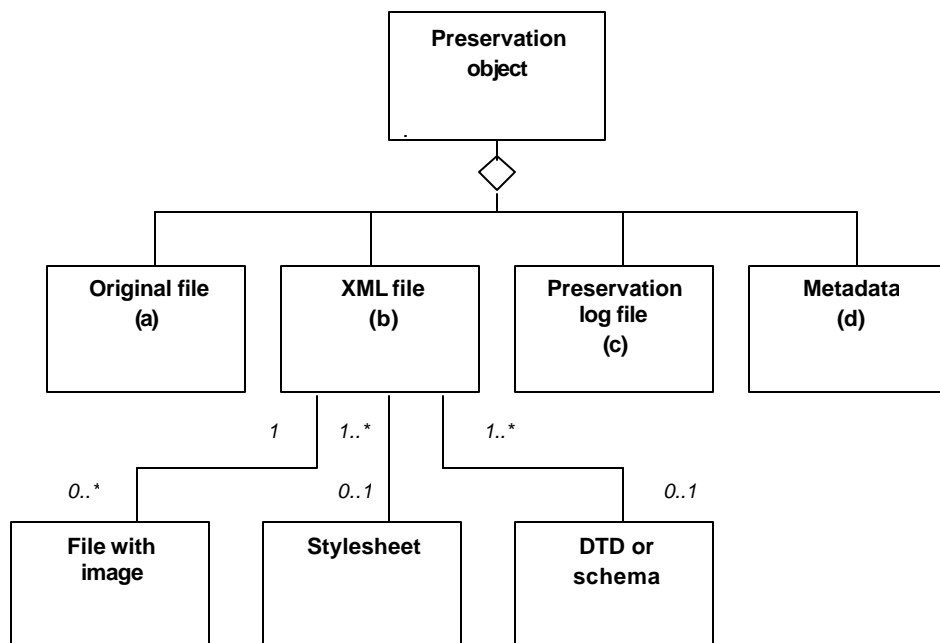 Preservation
object
.
Original file
(a)
XML file
(b)
Preservation
log file
(c)
Metadata
(d)
1
1..*
1..*
0..*
0..1
0..1
File with
image
Stylesheet
DTD or
schema